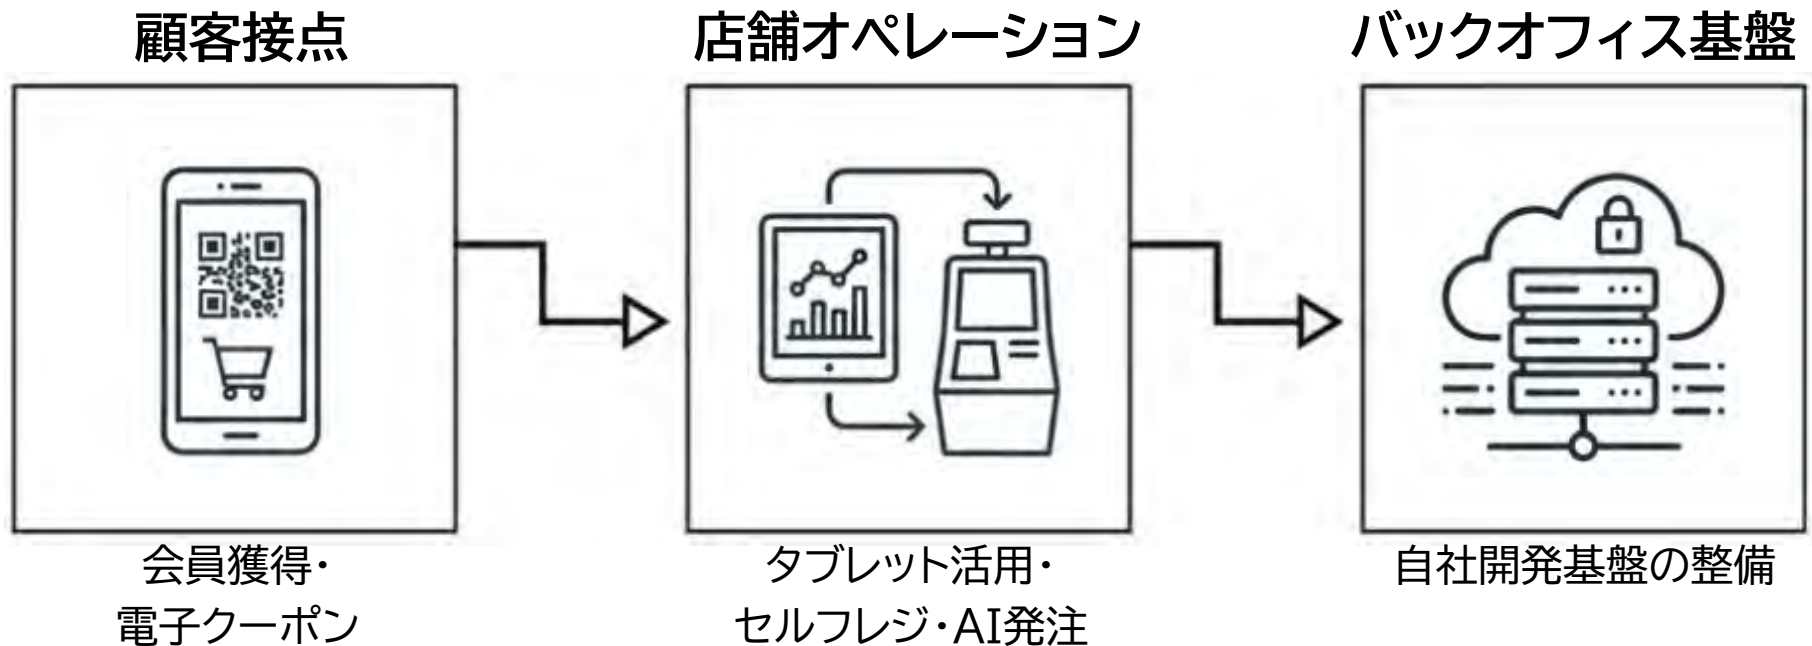 顧客接点
店舗オペレーション
バックオフィス基盤
会員獲得・
電子クーポン
タブレット活用・
セルフレジ・AI発注
自社開発基盤の整備